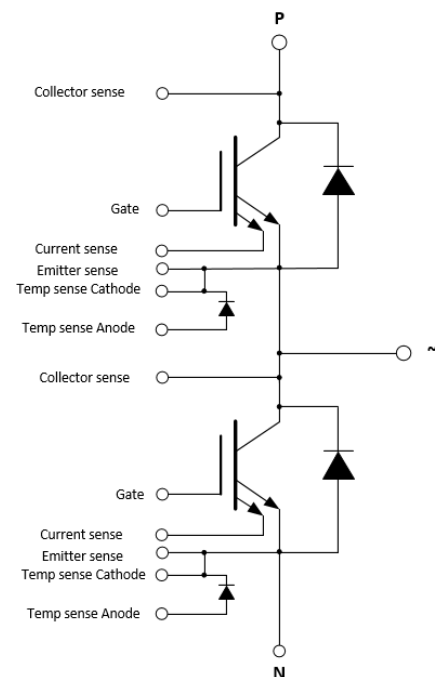 P
Collector sense
Gate
Current sense
Emitter sense
Temp sense Cathode
Temp sense Anode
~
Collector sense
Gate
Current sense
Emitter sense
Temp sense Cathode
Temp sense Anode
N